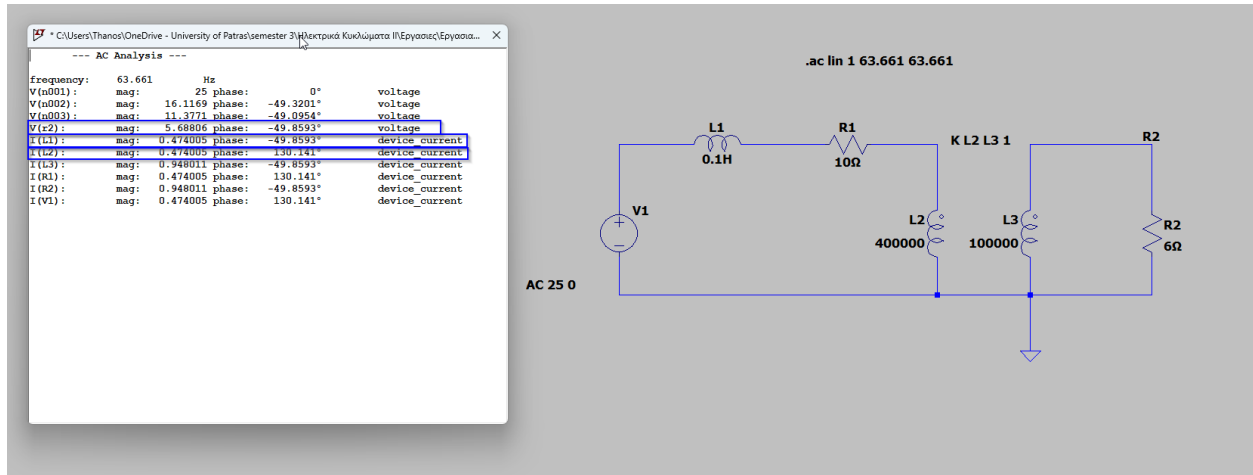 * C:\Users\Thanos\OneDrive - University of Patras\semester 3\Ηλεκτρικά Κυκλώματα II\Εργασιες\Εργασια...
--- AC Analysis ---
frequency: 63.661 Hz
V(n001): mag: 25 phase: 0° voltage
V(n002): mag: 16.1169 phase: -49.3201° voltage
V(n003): mag: 11.3771 phase: -49.0954° voltage
V(r2): mag: 5.68806 phase: -49.8593° voltage
I(L1): mag: 0.474005 phase: -49.8593° device_current
I(L2): mag: 0.474005 phase: 130.141° device_current
I(L3): mag: 0.948011 phase: -49.8593° device_current
I(R1): mag: 0.474005 phase: 130.141° device_current
I(R2): mag: 0.948011 phase: -49.8593° device_current
I(V1): mag: 0.474005 phase: 130.141° device_current
.ac lin 1 63.661 63.661
L1
0.1H
R1
10Ω
K L2 L3 1
R2
V1
AC 25 0
L2
400000
L3
100000
R2
6Ω